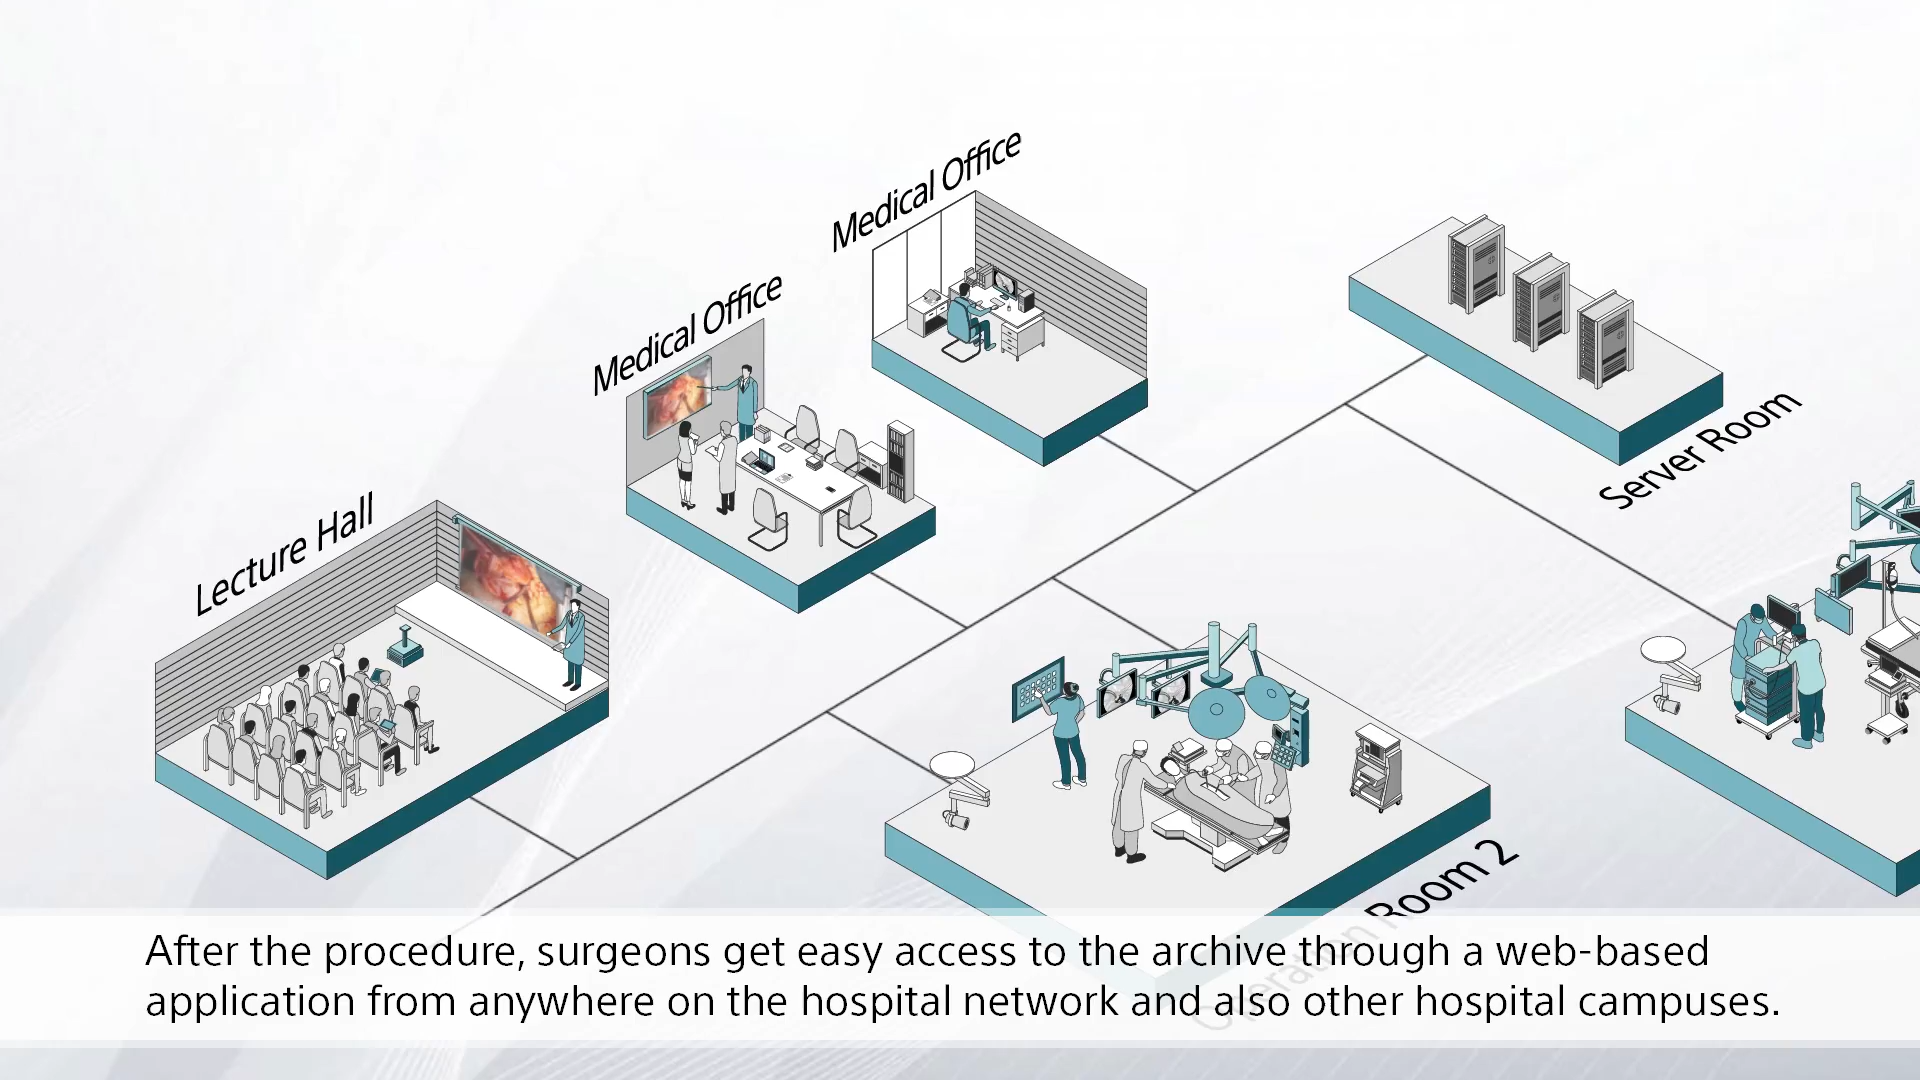 Medical Office
Medical Office
Server Room
Lecture Hall
Operation Room 2
After the procedure, surgeons get easy access to the archive through a web-based
application from anywhere on the hospital network and also other hospital campuses.